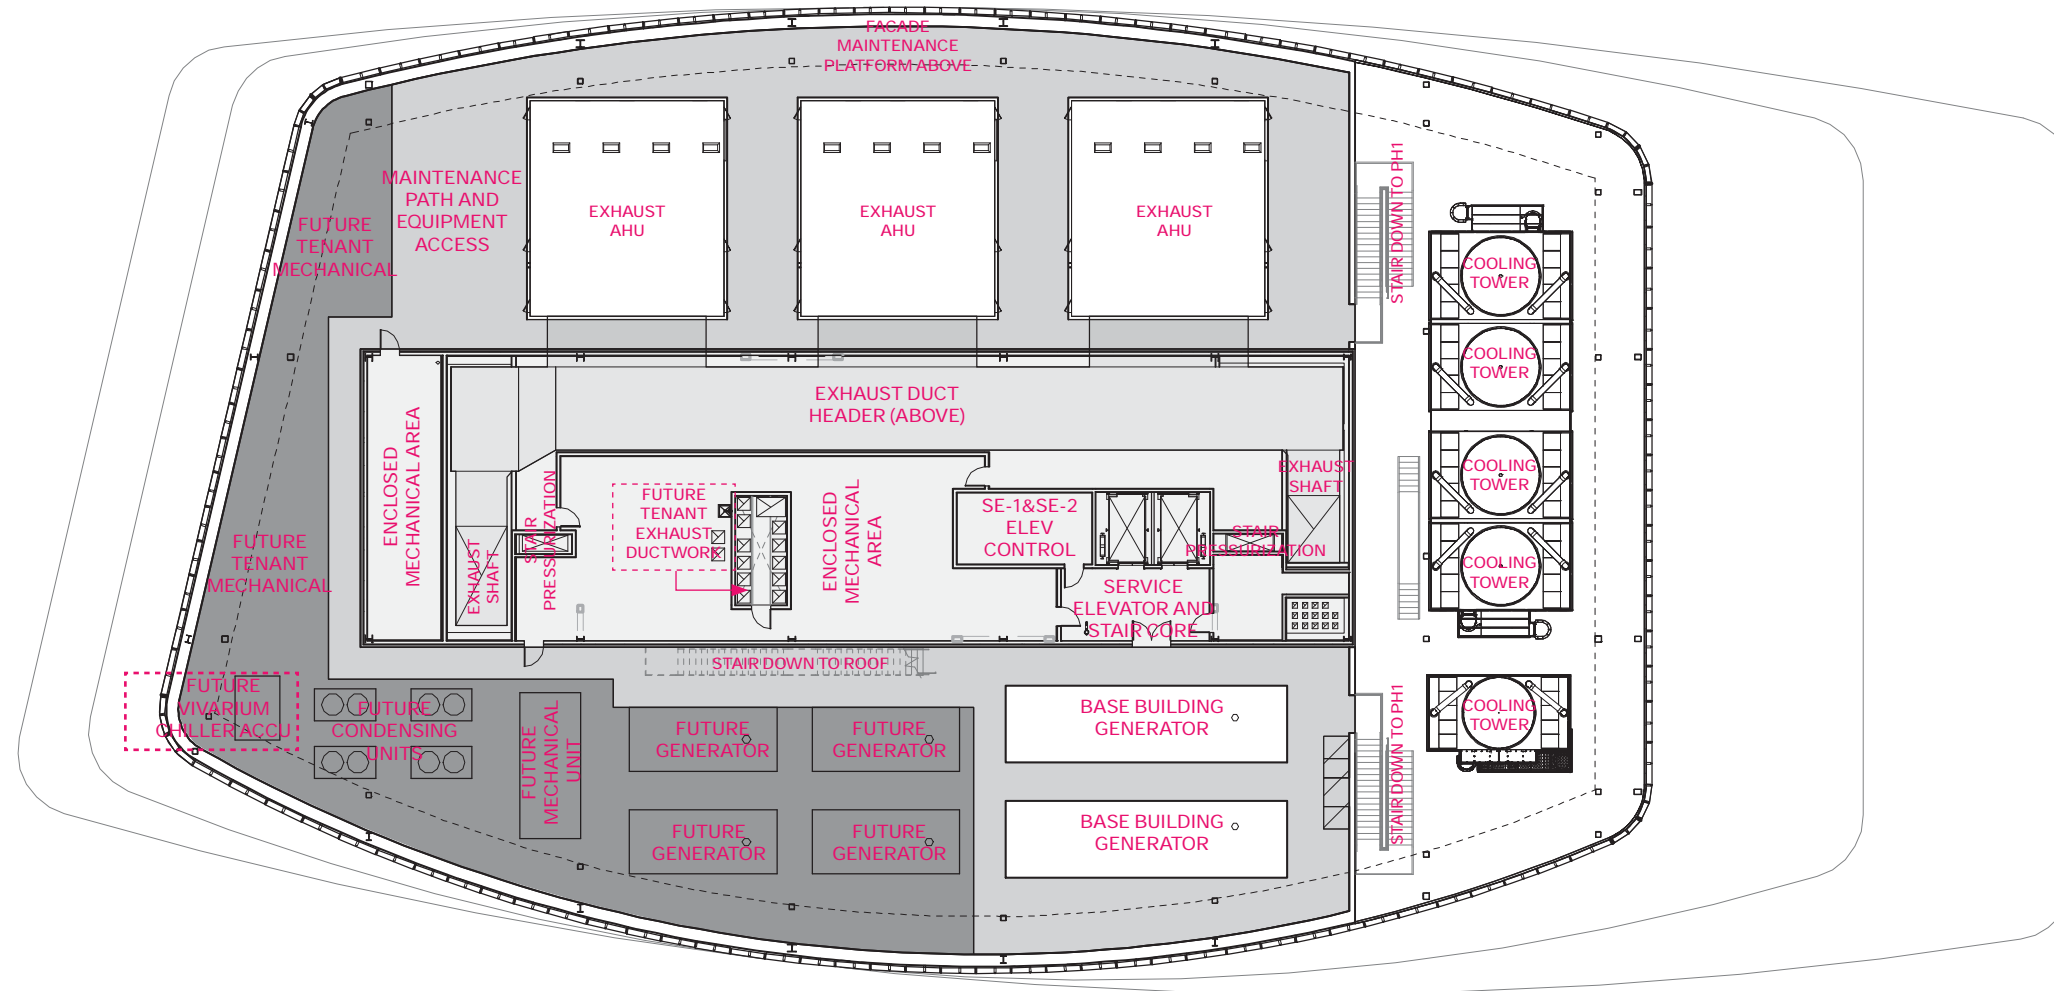 FACADE
MAINTENANCE
PLATFORM ABOVE
MAINTENANCE
PATH AND
EQUIPMENT
ACCESS
FUTURE
TENANT
MECHANICAL
EXHAUST
AHU
EXHAUST
AHU
EXHAUST
AHU
STAIR DOWN TO PH1
COOLING
TOWER
COOLING
TOWER
COOLING
TOWER
COOLING
TOWER
COOLING
TOWER
EXHAUST DUCT
HEADER (ABOVE)
ENCLOSED
MECHANICAL AREA
EXHAUST
SHAFT
STAIR
PRESSURIZATION
FUTURE
TENANT
EXHAUST
DUCTWORK
ENCLOSED
MECHANICAL
AREA
SE-1&SE-2
ELEV
CONTROL
EXHAUST
SHAFT
STAIR
PRESSURIZATION
SERVICE
ELEVATOR AND
STAIR CORE
FUTURE
TENANT
MECHANICAL
STAIR DOWN TO ROOF
FUTURE
VIVARIUM
CHILLER ACCU
FUTURE
CONDENSING
UNITS
FUTURE
MECHANICAL
UNIT
FUTURE
GENERATOR
FUTURE
GENERATOR
FUTURE
GENERATOR
FUTURE
GENERATOR
BASE BUILDING
GENERATOR
BASE BUILDING
GENERATOR
STAIR DOWN TO PH1